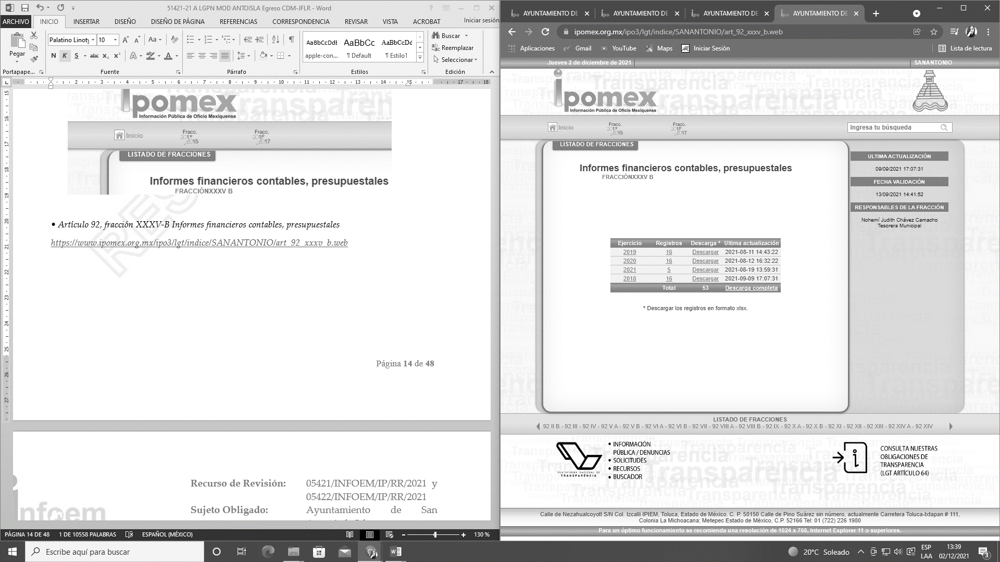 51421-21 A LGPN MOD ANTOISLA Egreso CDM-JFLR - Word
ARCHIVO INICIO INSERTAR DISEÑO DISEÑO DE PÁGINA REFERENCIAS CORRESPONDENCIA REVISAR VISTA ACROBAT Iniciar sesión
Pegar
Palatino Linoty 10
Buscar
Reemplazar
Seleccionar
AaBbCcDdE AaBbCc AaBbCcDc
apple-con... ¶ Default ¶ Estilo1
Portapape... Fuente Párrafo Estilos Edición
ipomex
Información Pública de Oficio Mexiquense
Inicio
Fracc.
LISTADO DE FRACCIONES
Informes financieros contables, presupuestales
FRACCIÓNXXXV B
RES
• Artículo 92, fracción XXXV-B Informes financieros contables, presupuestales
https://www.ipomex.org.mx/ipo3/lgt/indice/SANANTONIO/art_92_xxxv_b.web
Página 14 de 48
Recurso de Revisión: 05421/INFOEM/IP/RR/2021 y
05422/INFOEM/IP/RR/2021
Sujeto Obligado: Ayuntamiento de San
infoem
PÁGINA 14 DE 48 1 DE 10558 PALABRAS ESPAÑOL (MÉXICO) 130 %
AYUNTAMIENTO DE AYUNTAMIENTO DE AYUNTAMIENTO DE AYUNTAMIENTO DE
ipomex.org.mx/ipo3/lgt/indice/SANANTONIO/art_92_xxxv_b.web
Aplicaciones Gmail YouTube Maps Iniciar Sesión Lista de lectura
Jueves 2 de diciembre de 2021 SANANTONIO
ipomex
Transparencia
Información Pública de Oficio Mexiquense
Inicio
Fracc.
Fracc.
Ingresa tu búsqueda
LISTADO DE FRACCIONES
Informes financieros contables, presupuestales
FRACCIÓNXXXV B
Ejercicio Registros Descarga * Ultima actualización
2019 16 Descargar 2021-08-11 14:43:22
2020 16 Descargar 2021-08-12 16:32:22
2021 5 Descargar 2021-08-19 13:59:31
2018 16 Descargar 2021-09-09 17:07:31
Total 53 Descarga completa
* Descargar los registros en formato xlsx.
ULTIMA ACTUALIZACIÓN
09/09/2021 17:07:31
FECHA VALIDACIÓN
13/09/2021 14:41:52
RESPONSABLES DE LA FRACCIÓN
Nohemí Judith Chávez Camacho
Tesorera Municipal
LISTADO DE FRACCIONES
92 II B - 92 III - 92 IV - 92 V A - 92 V B - 92 VI A - 92 VI B - 92 VII - 92 VIII A - 92 VIII B - 92 IX - 92 X A - 92 X B - 92 XI - 92 XII - 92 XIII - 92 XIV A - 92 XIV
PLATAFORMA NACIONAL DE
TRANSPARENCIA
• INFORMACIÓN
PÚBLICA / DENUNCIAS
• SOLICITUDES
• RECURSOS
• BUSCADOR
CONSULTA NUESTRAS
OBLIGACIONES DE
TRANSPARENCIA
(LGT ARTÍCULO 64)
Calle de Nezahualcoyotl S/N Col. Izcalli IPIEM, Toluca, Estado de México. C. P. 50150 Calle de Pino Suárez sin número, actualmente Carretera Toluca-Ixtapan # 111,
Colonia La Michoacana; Metepec Estado de México, C.P. 52166 Tel: 01 (722) 226 1980
Para un óptimo funcionamiento se recomienda una resolución de 1024 x 768, Internet Explorer 11 o superiores.
Escribe aquí para buscar
20°C Soleado
ESP
LAA
13:39
02/12/2021
3